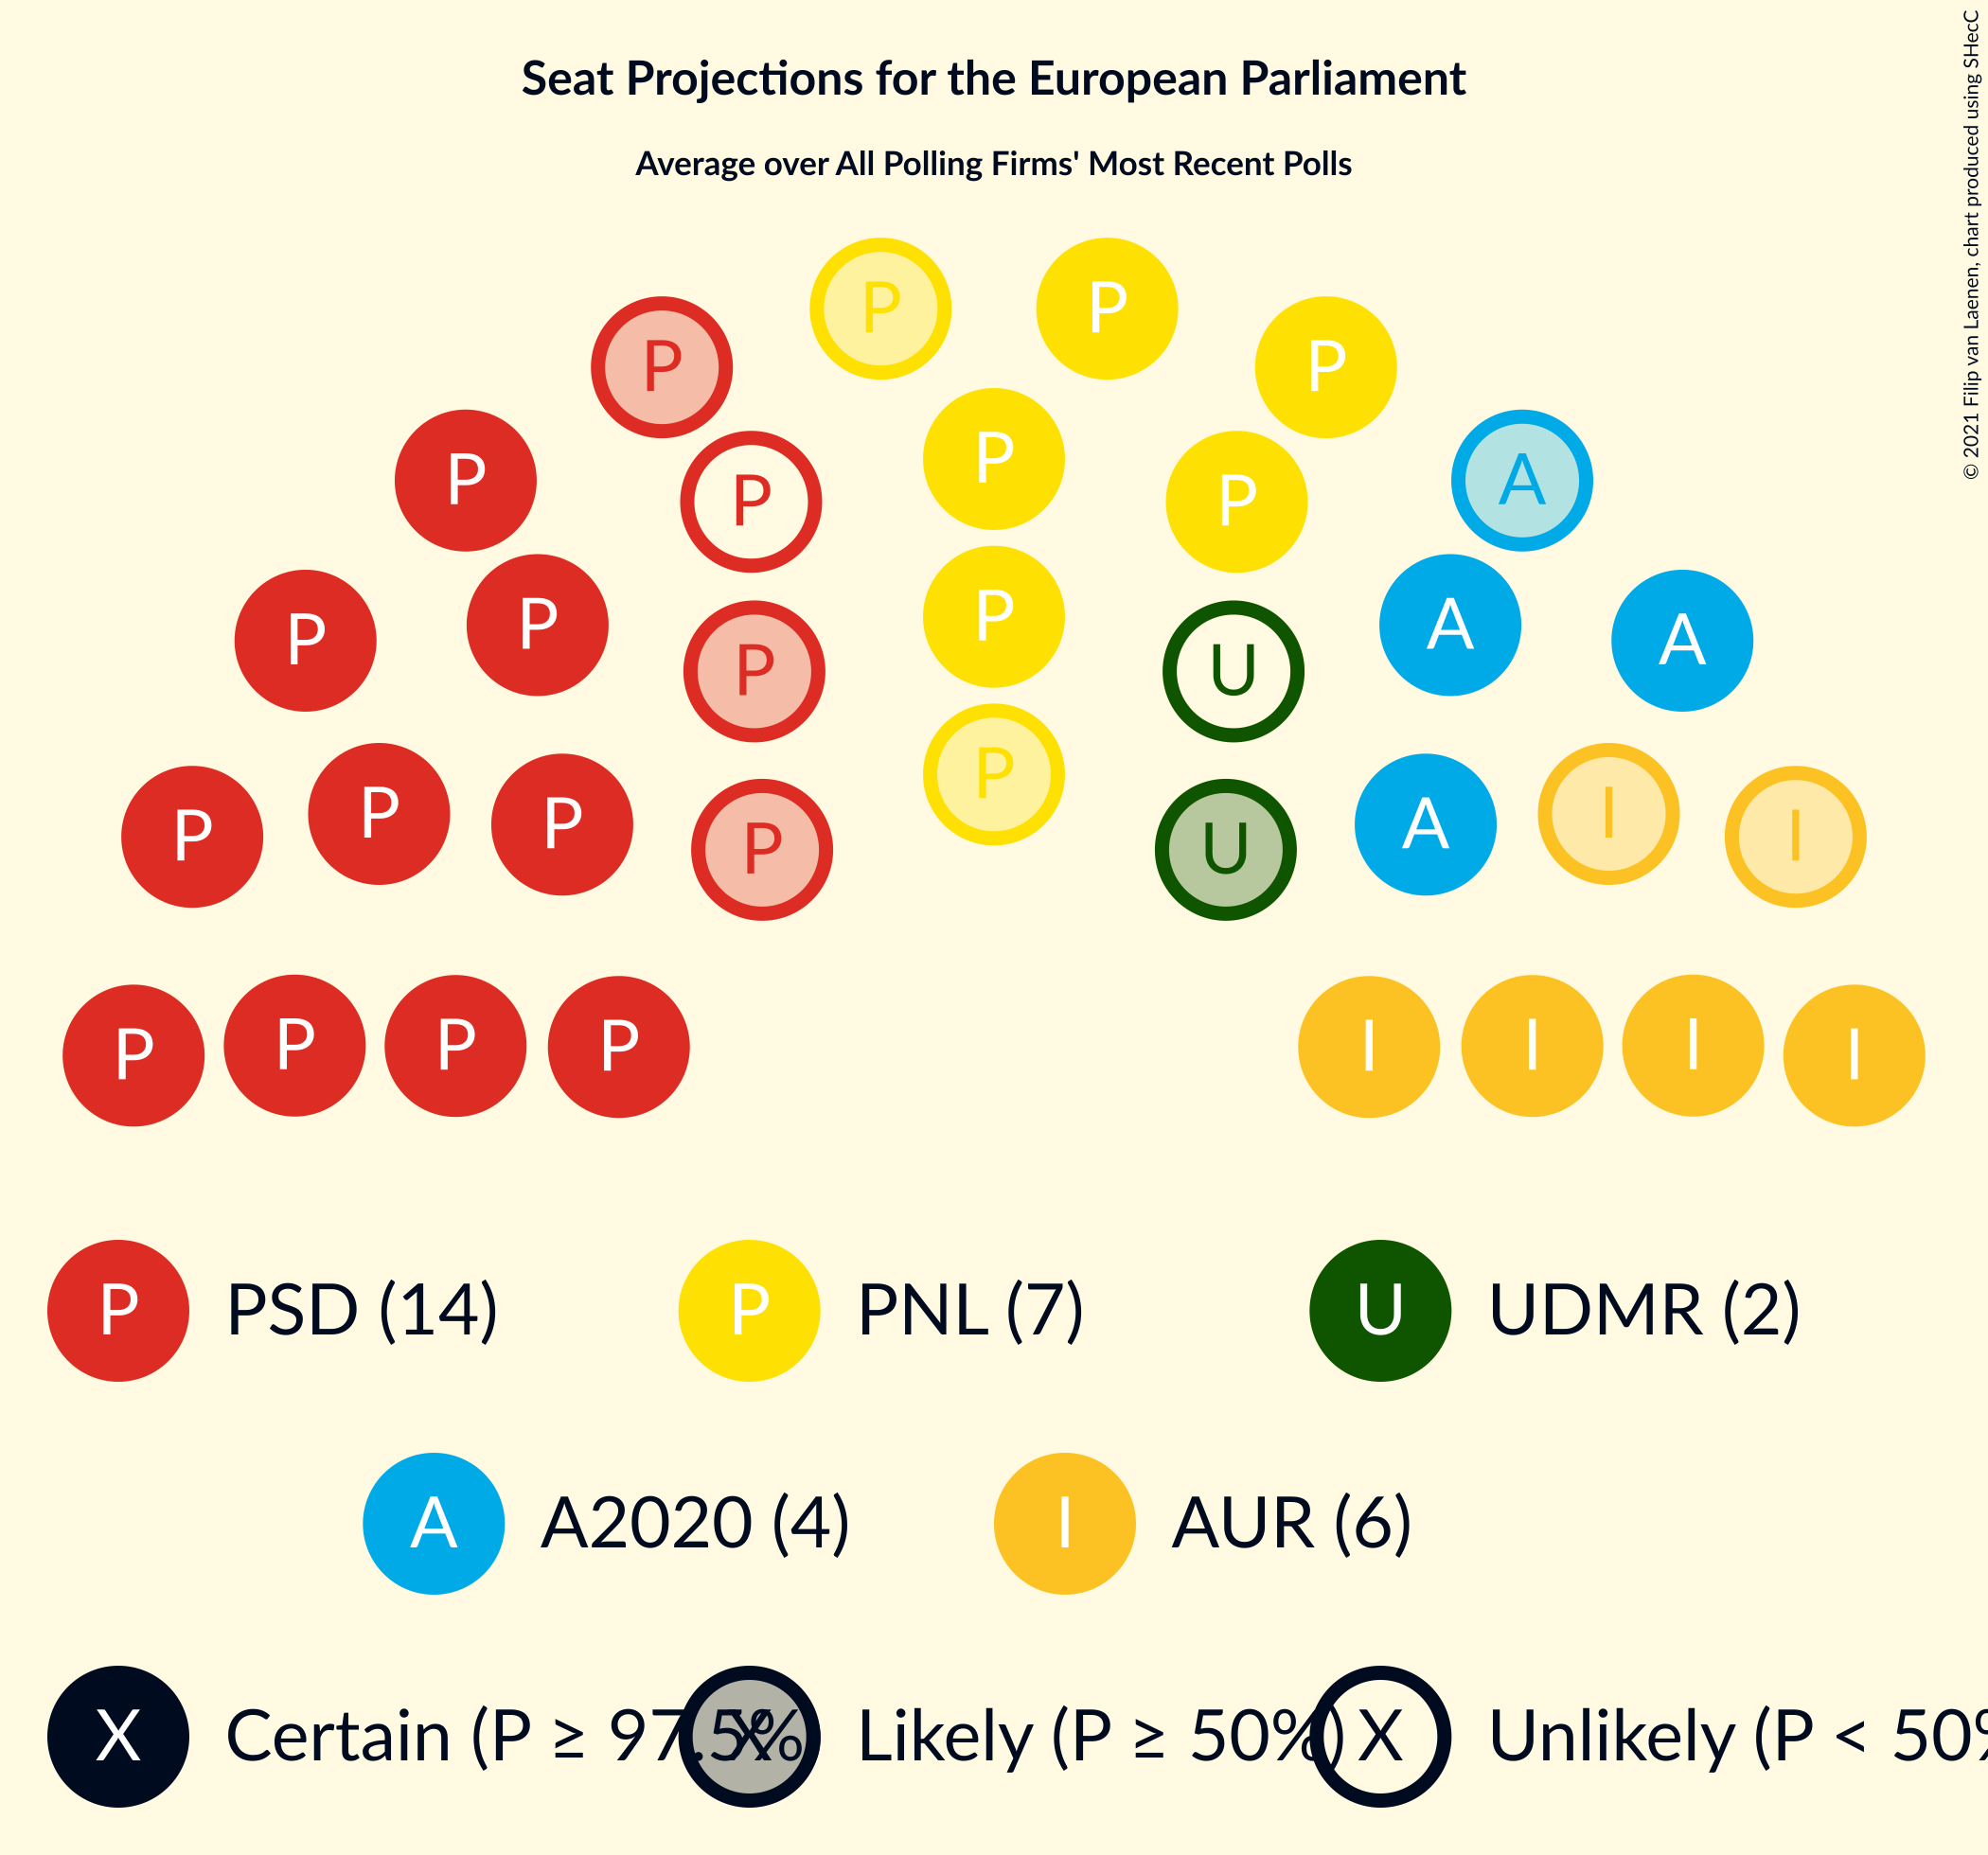 Seat Projections for the European Parliament
Average over All Polling Firms' Most Recent Polls
© 2021 Filip van Laenen, chart produced using SHecC
P P P
P P P
P P P A
P P A A
P U
P P P P U A I I
P
P P P P I I I I
P PSD (14) P PNL (7) U UDMR (2)
A A2020 (4) I AUR (6)
X Certain (P ≥ 97.5% X Likely (P ≥ 50%) X Unlikely (P < 50%